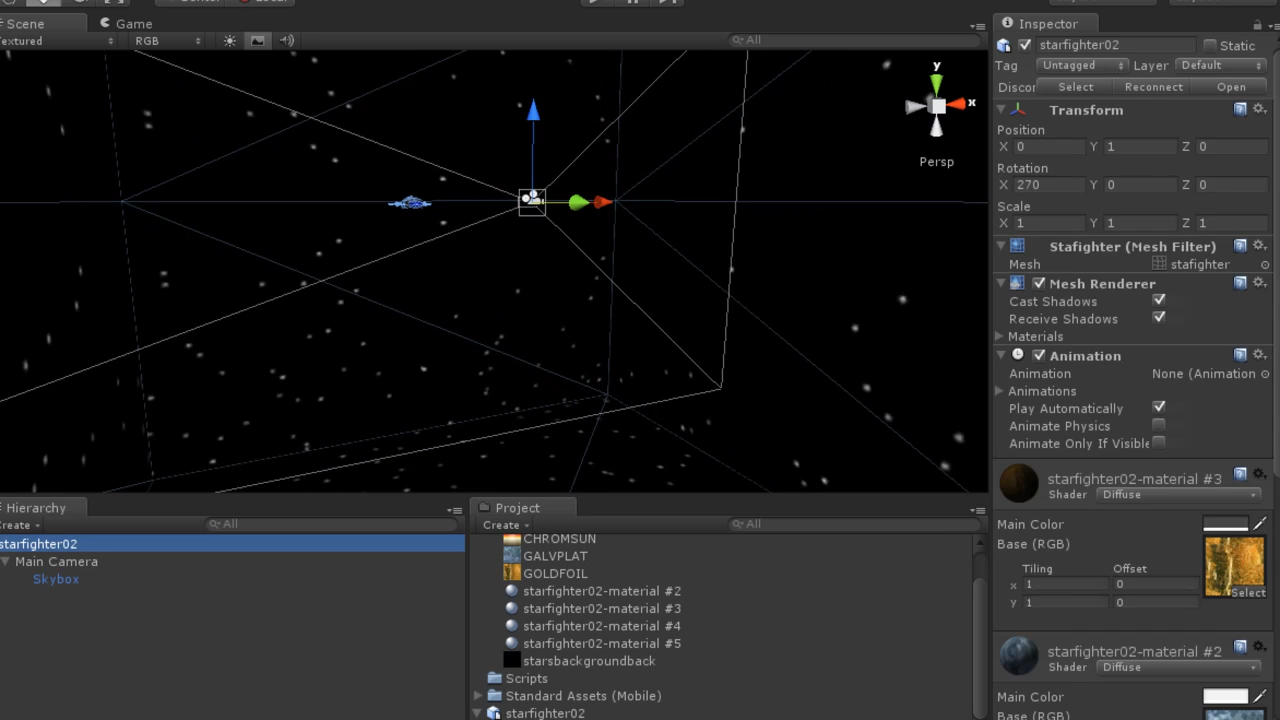 Center
Local
Scene
Game
Textured
RGB
All
y
x
Persp
Inspector
starfighter02
Static
Tag
Untagged
Layer
Default
Discor
Select
Reconnect
Open
Transform
Position
X 0 Y 1 Z 0
Rotation
X 270 Y 0 Z 0
Scale
X 1 Y 1 Z 1
Stafighter (Mesh Filter)
Mesh
stafighter
Mesh Renderer
Cast Shadows
Receive Shadows
Materials
Animation
Animation
None (Animation
Animations
Play Automatically
Animate Physics
Animate Only If Visible
starfighter02-material #3
Shader
Diffuse
Main Color
Base (RGB)
Tiling
Offset
x 1 0
y 1 0
Select
starfighter02-material #2
Shader
Diffuse
Main Color
Base (RGB)
Hierarchy
Create
All
starfighter02
Main Camera
Skybox
Project
Create
All
CHROMSUN
GALVPLAT
GOLDFOIL
starfighter02-material #2
starfighter02-material #3
starfighter02-material #4
starfighter02-material #5
starsbackgroundback
Scripts
Standard Assets (Mobile)
starfighter02